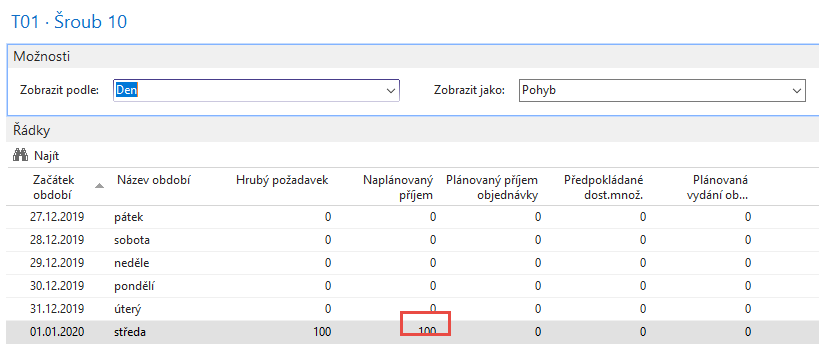 T01 · Šroub 10
Možnosti
Zobrazit podle: Den Zobrazit jako: Pohyb
Řádky
Najít
Začátek období Název období Hrubý požadavek Naplánovaný příjem Plánovaný příjem objednávky Předpokládané dost.množ. Plánovaná vydání ob...
27.12.2019 pátek 0 0 0 0 0
28.12.2019 sobota 0 0 0 0 0
29.12.2019 neděle 0 0 0 0 0
30.12.2019 pondělí 0 0 0 0 0
31.12.2019 úterý 0 0 0 0 0
01.01.2020 středa 100 100 0 0 0